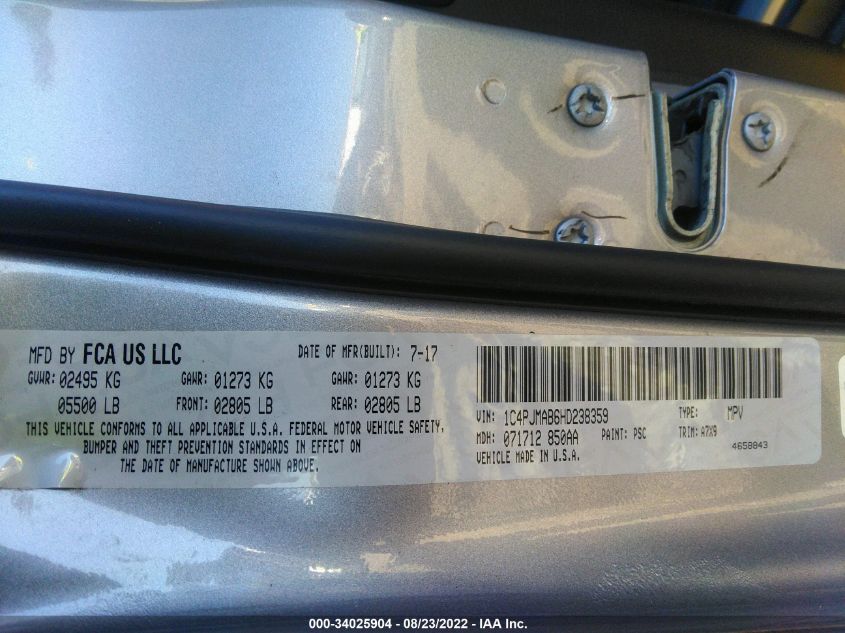 MFD BY FCA US LLC DATE OF MFR(BUILT): 7-17
GVWR: 02495 KG GAWR: 01273 KG GAWR: 01273 KG
05500 LB FRONT: 02805 LB REAR: 02805 LB
THIS VEHICLE CONFORMS TO ALL APPLICABLE U.S.A. FEDERAL MOTOR VEHICLE SAFETY,
BUMPER AND THEFT PREVENTION STANDARDS IN EFFECT ON
THE DATE OF MANUFACTURE SHOWN ABOVE.
VIN: 1C4PJMAB6HD238359 TYPE: MPV
MDH: 071712 850AA PAINT: PSC TRIM: A7X9
VEHICLE MADE IN U.S.A. 4658843
000-34025904 - 08/23/2022 - IAA Inc.